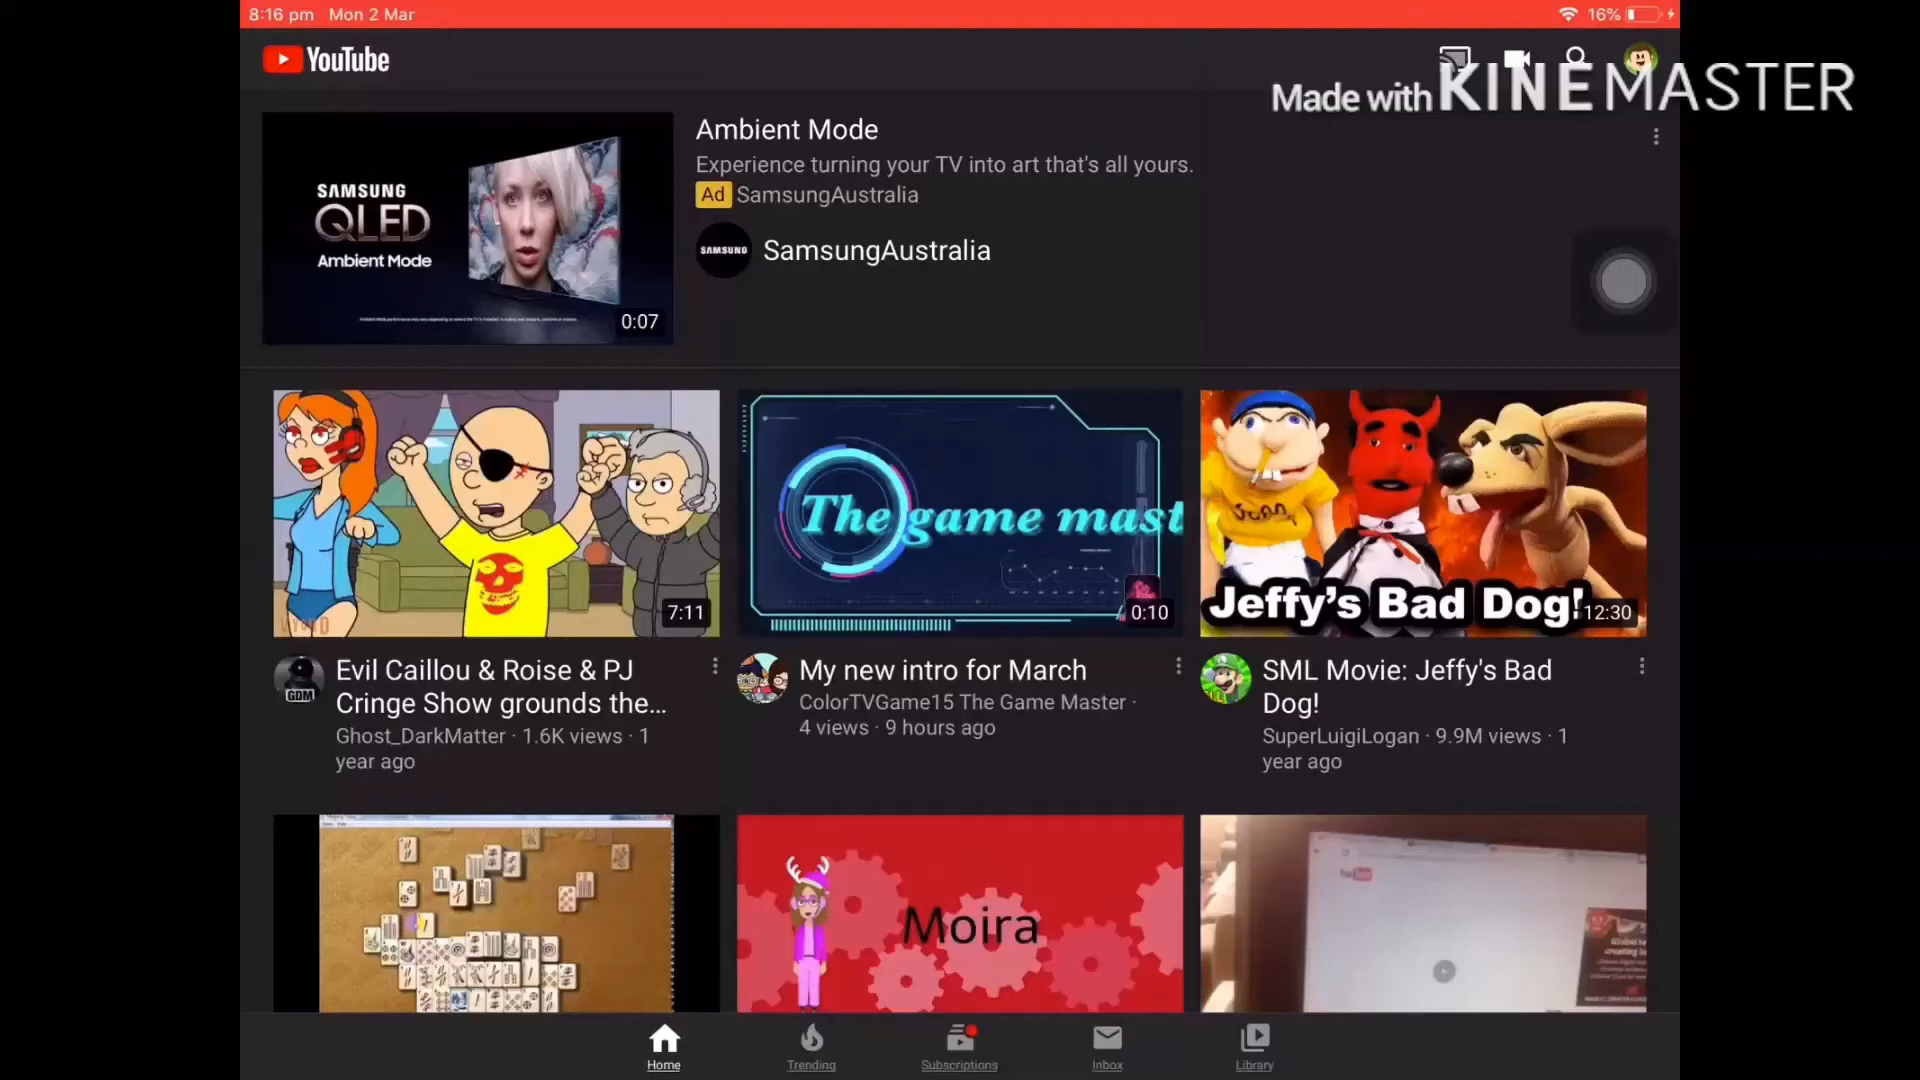 8:16 pm Mon 2 Mar
16%
YouTube
Made with KINEMASTER
SAMSUNG
QLED
Ambient Mode
0:07
Ambient Mode
Experience turning your TV into art that's all yours.
Ad SamsungAustralia
SAMSUNG SamsungAustralia
7:11
The game mast
0:10
Jeffy's Bad Dog!
12:30
GDM
Evil Caillou & Roise & PJ
Cringe Show grounds the...
Ghost_DarkMatter · 1.6K views · 1
year ago
My new intro for March
ColorTVGame15 The Game Master ·
4 views · 9 hours ago
SML Movie: Jeffy's Bad
Dog!
SuperLuigiLogan · 9.9M views · 1
year ago
Moira
YouTube
Home
Trending
Subscriptions
Inbox
Library